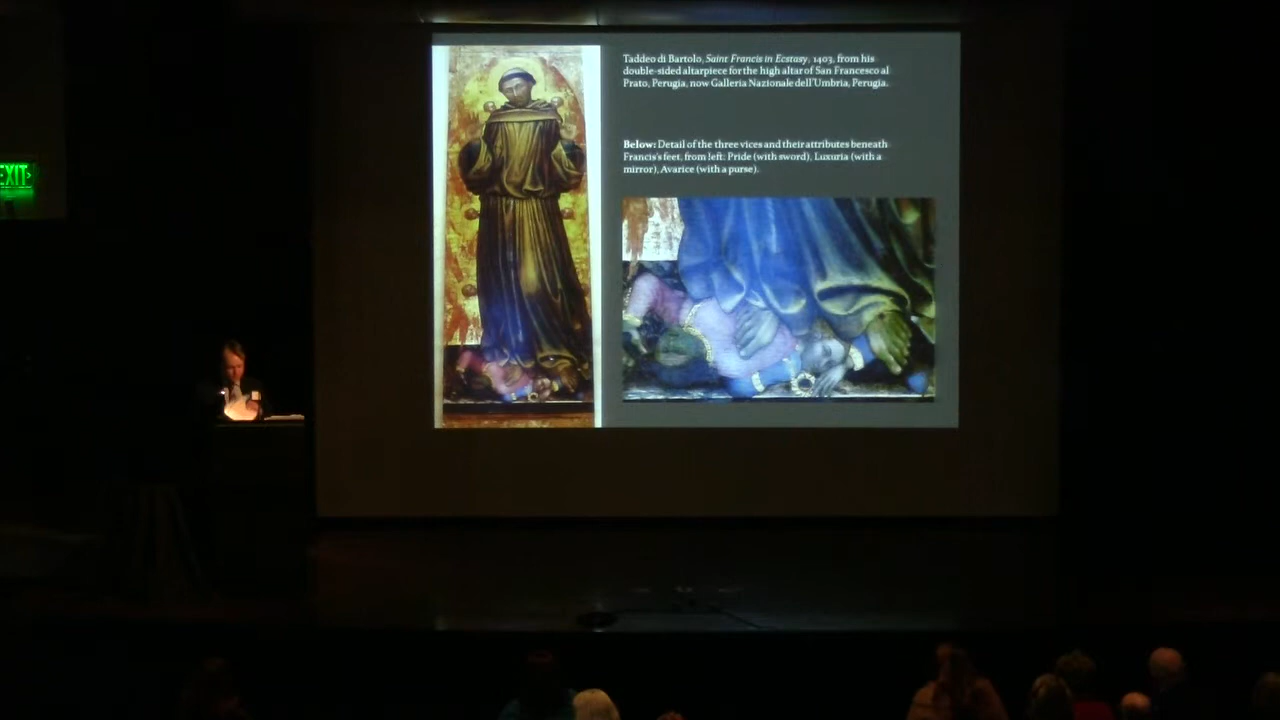 EXIT
Taddeo di Bartolo, Saint Francis in Ecstasy, 1403, from his
double-sided altarpiece for the high altar of San Francesco al
Prato, Perugia, now Galleria Nazionale dell'Umbria, Perugia.
Below: Detail of the three vices and their attributes beneath
Francis's feet, from left: Pride (with sword), Luxuria (with a
mirror), Avarice (with a purse).